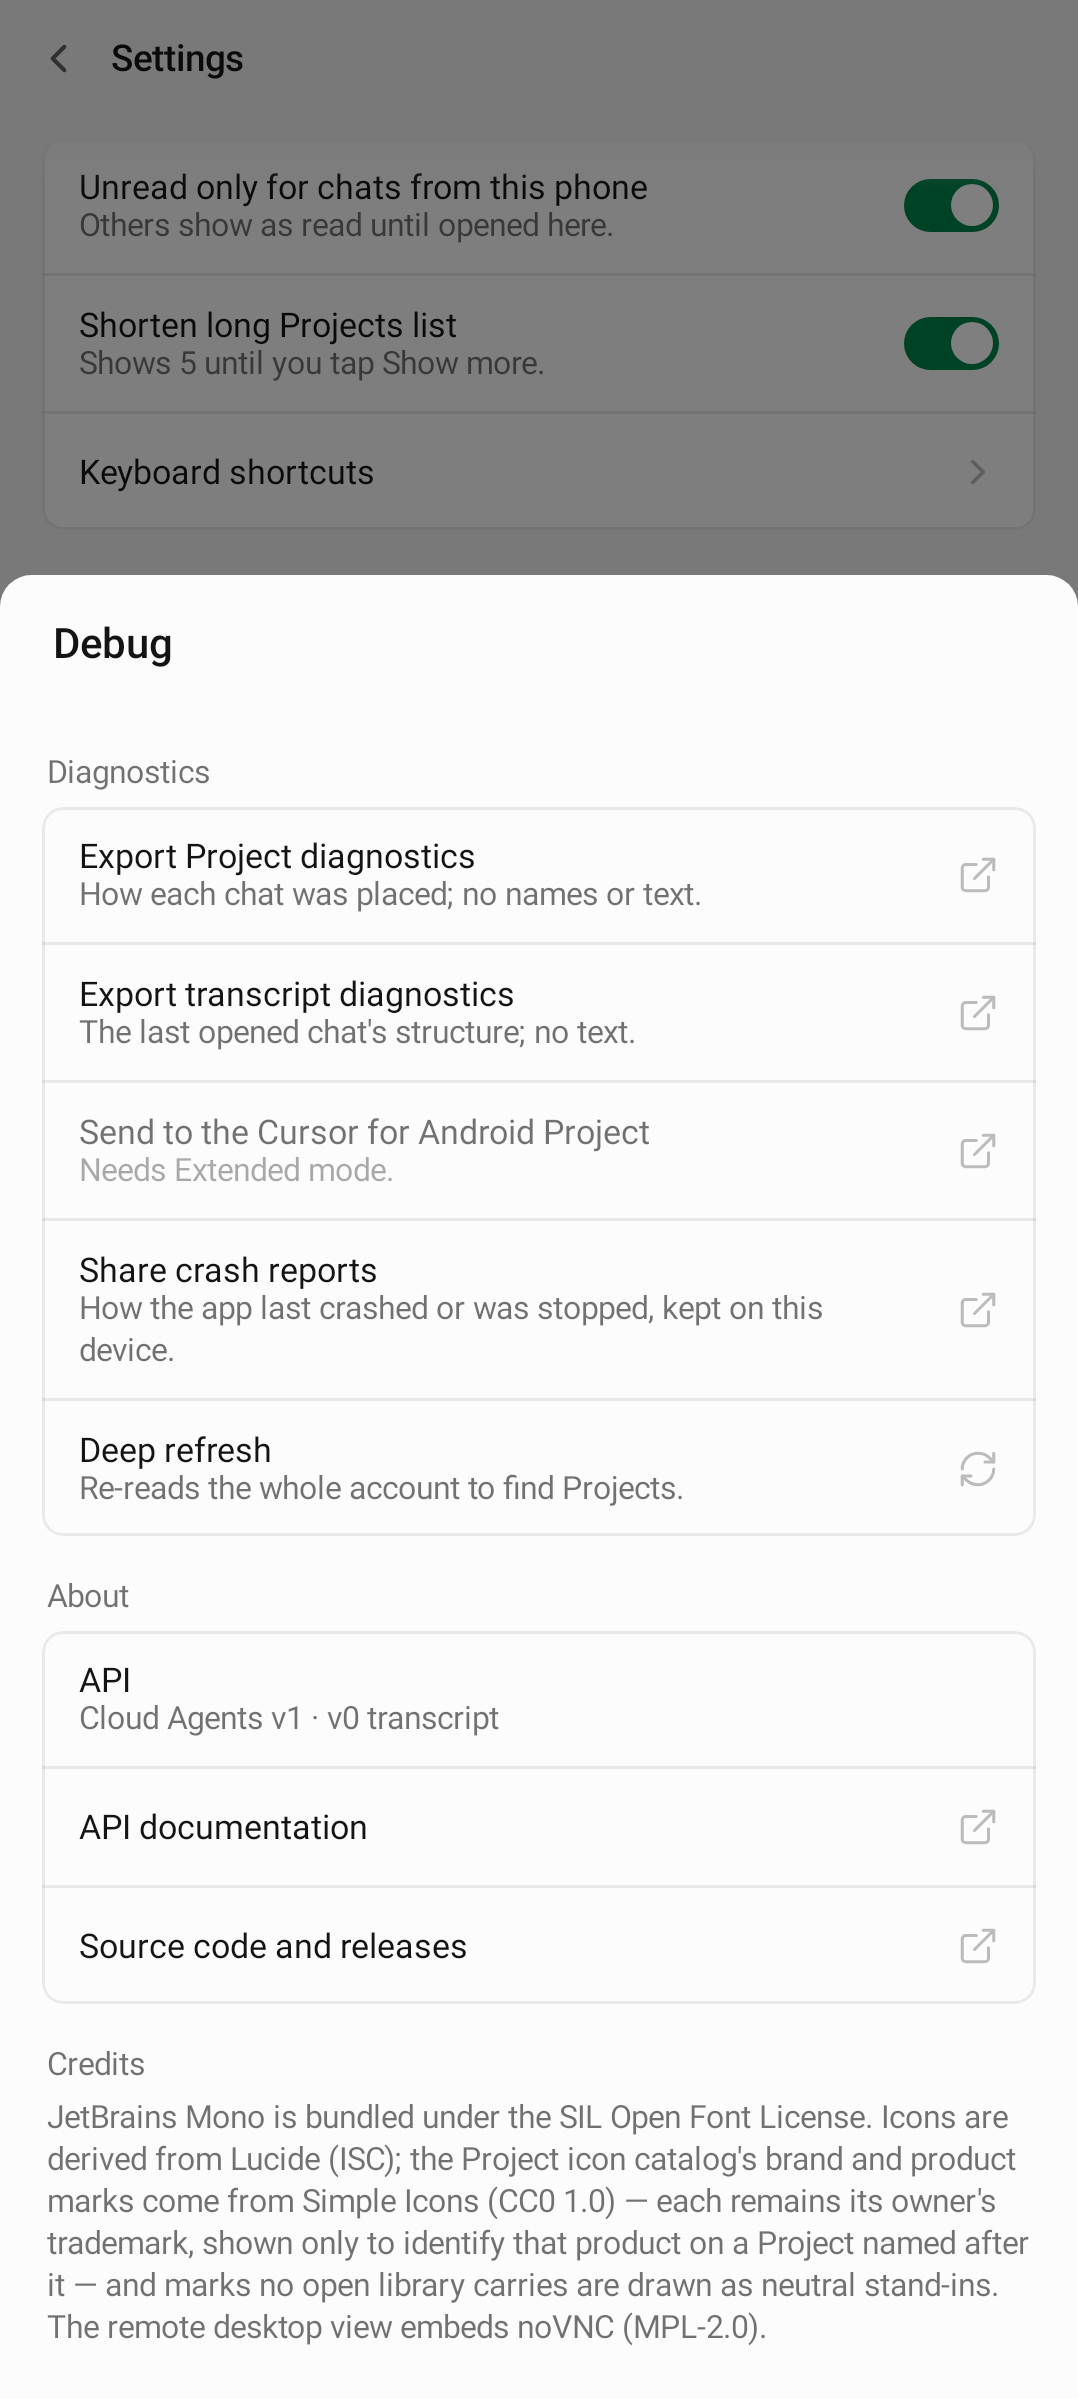 Settings
Unread only for chats from this phone
Others show as read until opened here.
Shorten long Projects list
Shows 5 until you tap Show more.
Keyboard shortcuts
Debug
Diagnostics
Export Project diagnostics
How each chat was placed; no names or text.
Export transcript diagnostics
The last opened chat's structure; no text.
Send to the Cursor for Android Project
Needs Extended mode.
Share crash reports
How the app last crashed or was stopped, kept on this
device.
Deep refresh
Re-reads the whole account to find Projects.
About
API
Cloud Agents v1 · v0 transcript
API documentation
Source code and releases
Credits
JetBrains Mono is bundled under the SIL Open Font License. Icons are
derived from Lucide (ISC); the Project icon catalog's brand and product
marks come from Simple Icons (CC0 1.0) — each remains its owner's
trademark, shown only to identify that product on a Project named after
it — and marks no open library carries are drawn as neutral stand-ins.
The remote desktop view embeds noVNC (MPL-2.0).